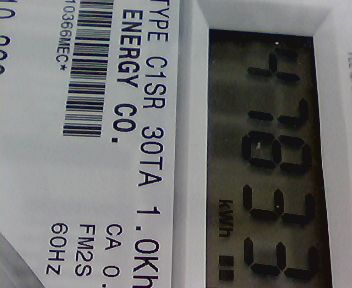 47833
kWh
TYPE C1SR 30TA 1.0Kh
ENERGY CO. CA 0.
FM2S
10366MEC* 60HZ